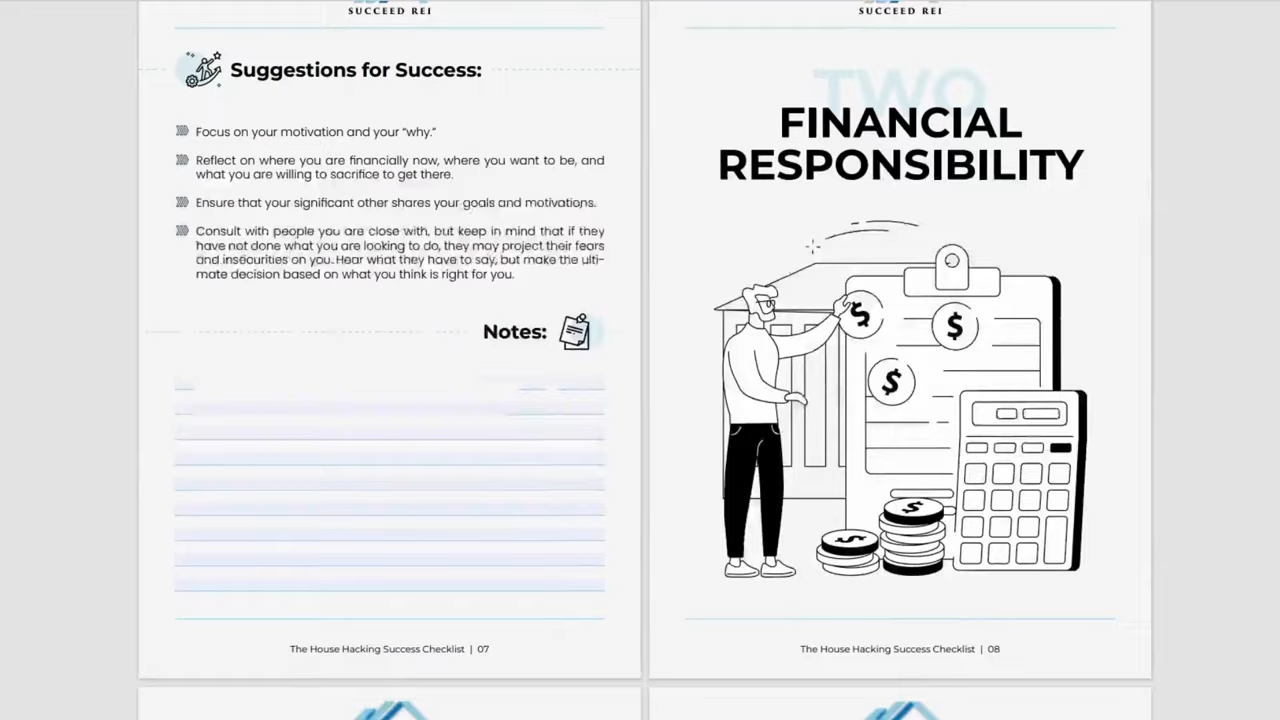 SUCCEED REI
Suggestions for Success:
Focus on your motivation and your “why.”
Reflect on where you are financially now, where you want to be, and
what you are willing to sacrifice to get there.
Ensure that your significant other shares your goals and motivations.
Consult with people you are close with, but keep in mind that if they
have not done what you are looking to do, they may project their fears
and insecurities on you. Hear what they have to say, but make the ulti-
mate decision based on what you think is right for you.
Notes:
The House Hacking Success Checklist | 07
SUCCEED REI
TWO
FINANCIAL
RESPONSIBILITY
$
$
$
$
$
The House Hacking Success Checklist | 08